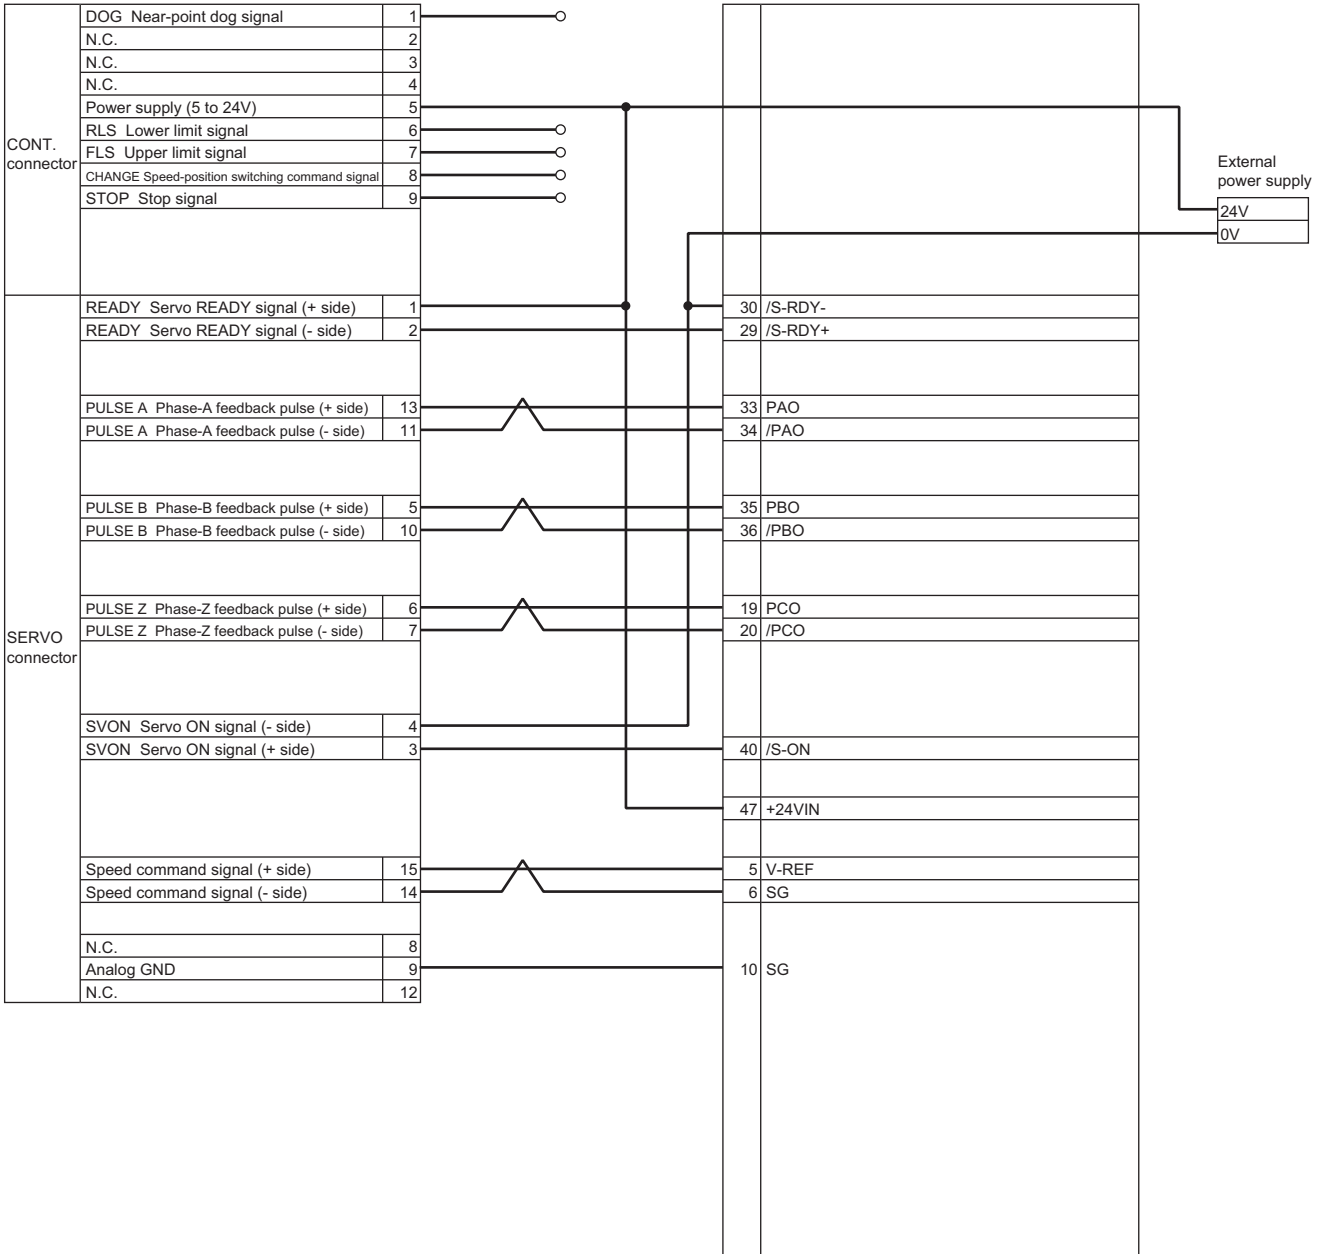 DOG Near-point dog signal 1
N.C. 2
N.C. 3
N.C. 4
Power supply (5 to 24V) 5
RLS Lower limit signal 6
FLS Upper limit signal 7
CHANGE Speed-position switching command signal 8
STOP Stop signal 9
CONT.
connector
External
power supply
24V
0V
READY Servo READY signal (+ side) 1 30 /S-RDY-
READY Servo READY signal (- side) 2 29 /S-RDY+
PULSE A Phase-A feedback pulse (+ side) 13 33 PAO
PULSE A Phase-A feedback pulse (- side) 11 34 /PAO
PULSE B Phase-B feedback pulse (+ side) 5 35 PBO
PULSE B Phase-B feedback pulse (- side) 10 36 /PBO
PULSE Z Phase-Z feedback pulse (+ side) 6 19 PCO
PULSE Z Phase-Z feedback pulse (- side) 7 20 /PCO
SERVO
connector
SVON Servo ON signal (- side) 4
SVON Servo ON signal (+ side) 3 40 /S-ON
47 +24VIN
Speed command signal (+ side) 15 5 V-REF
Speed command signal (- side) 14 6 SG
N.C. 8
Analog GND 9 10 SG
N.C. 12